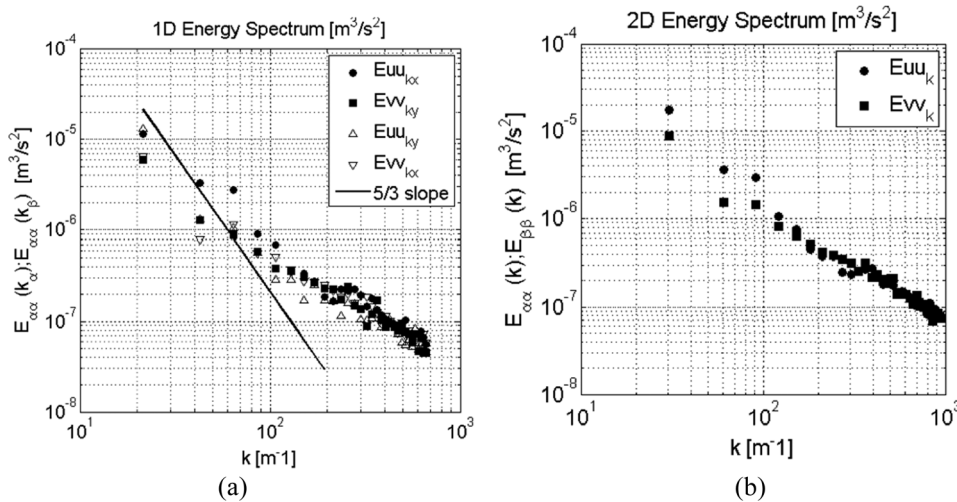 1D Energy Spectrum [m³/s²]
10⁻⁴
10⁻⁵
10⁻⁶
10⁻⁷
10⁻⁸
E_αα (k_α);E_αα (k_β) [m³/s²]
Euu_kx
Evv_ky
Euu_ky
Evv_kx
5/3 slope
10¹
10²
10³
k [m-1]
(a)
2D Energy Spectrum [m³/s²]
10⁻⁴
10⁻⁵
10⁻⁶
10⁻⁷
10⁻⁸
E_αα (k);E_ββ (k) [m³/s²]
Euu_k
Evv_k
10¹
10²
10³
k [m-1]
(b)